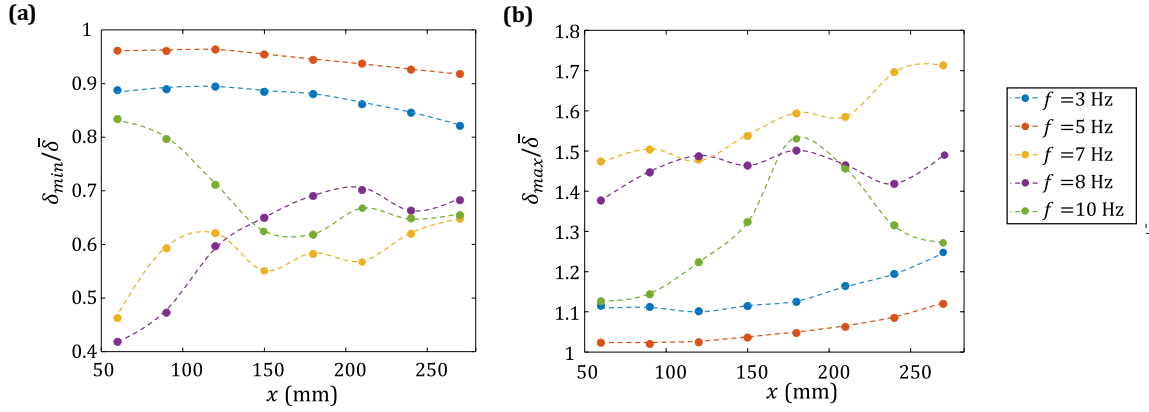 (a)
1
0.9
0.8
0.7
0.6
0.5
0.4
δmin/δ̄
50 100 150 200 250
x (mm)
(b)
1.8
1.7
1.6
1.5
1.4
1.3
1.2
1.1
1
δmax/δ̄
50 100 150 200 250
x (mm)
f =3 Hz
f =5 Hz
f =7 Hz
f =8 Hz
f =10 Hz